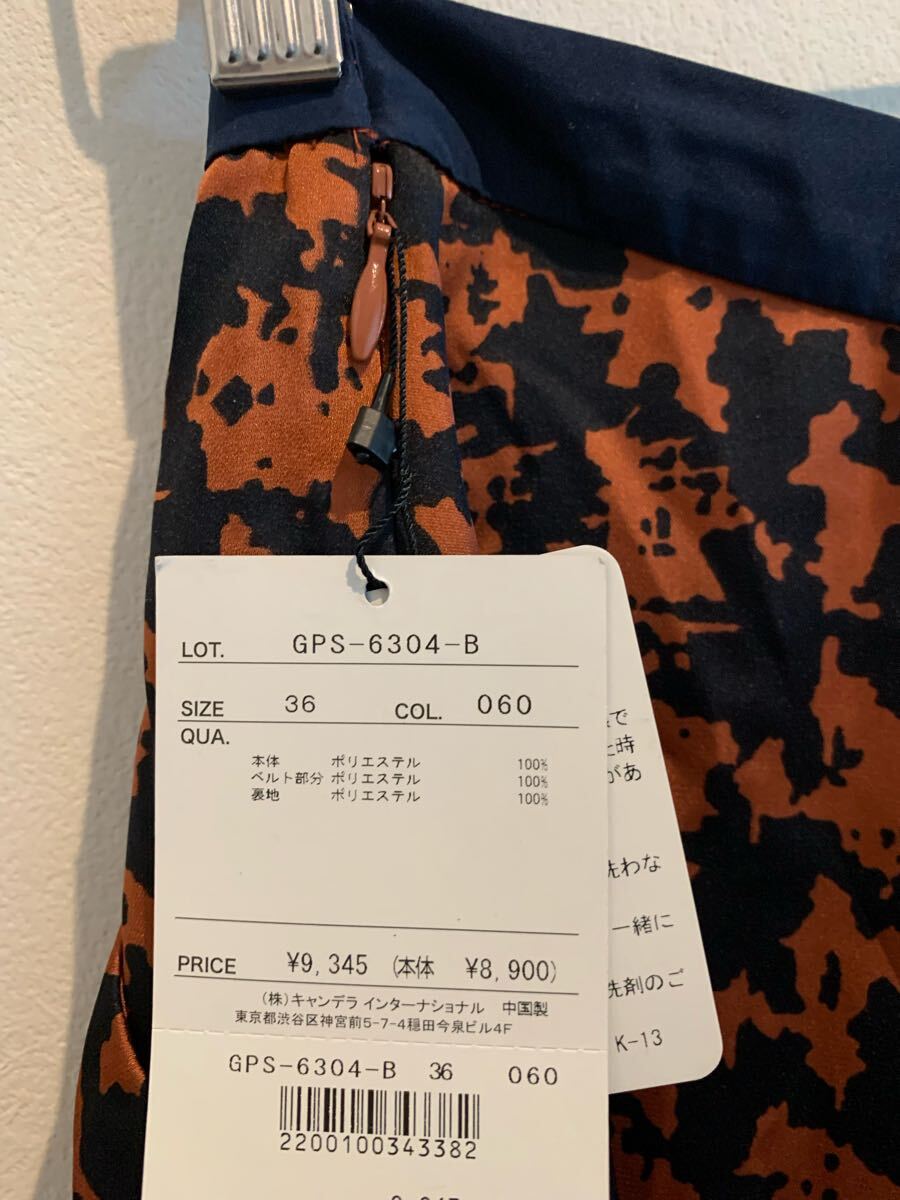 LOT. GPS-6304-B
SIZE 36 COL. 060
QUA.
本体 ポリエステル 100%
ベルト部分 ポリエステル 100%
裏地 ポリエステル 100%
PRICE ¥9,345 (本体 ¥8,900)
(株)キャンデラ インターナショナル 中国製
東京都渋谷区神宮前5-7-4穏田今泉ビル4F
GPS-6304-B 36 060
2200100343382
で
時
があ
洗わな
一緒に
洗剤のご
K-13